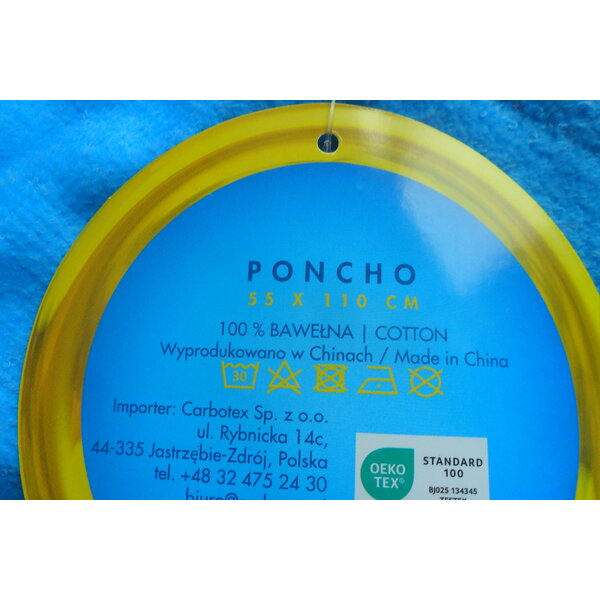 PONCHO
55 X 110 CM
100 % BAWEŁNA | COTTON
Wyprodukowano w Chinach / Made in China
30
Importer: Carbotex Sp. z o.o.
ul. Rybnicka 14c,
44-335 Jastrzębie-Zdrój, Polska
tel. +48 32 475 24 30
OEKO
TEX®
STANDARD
100
BJ025 134345